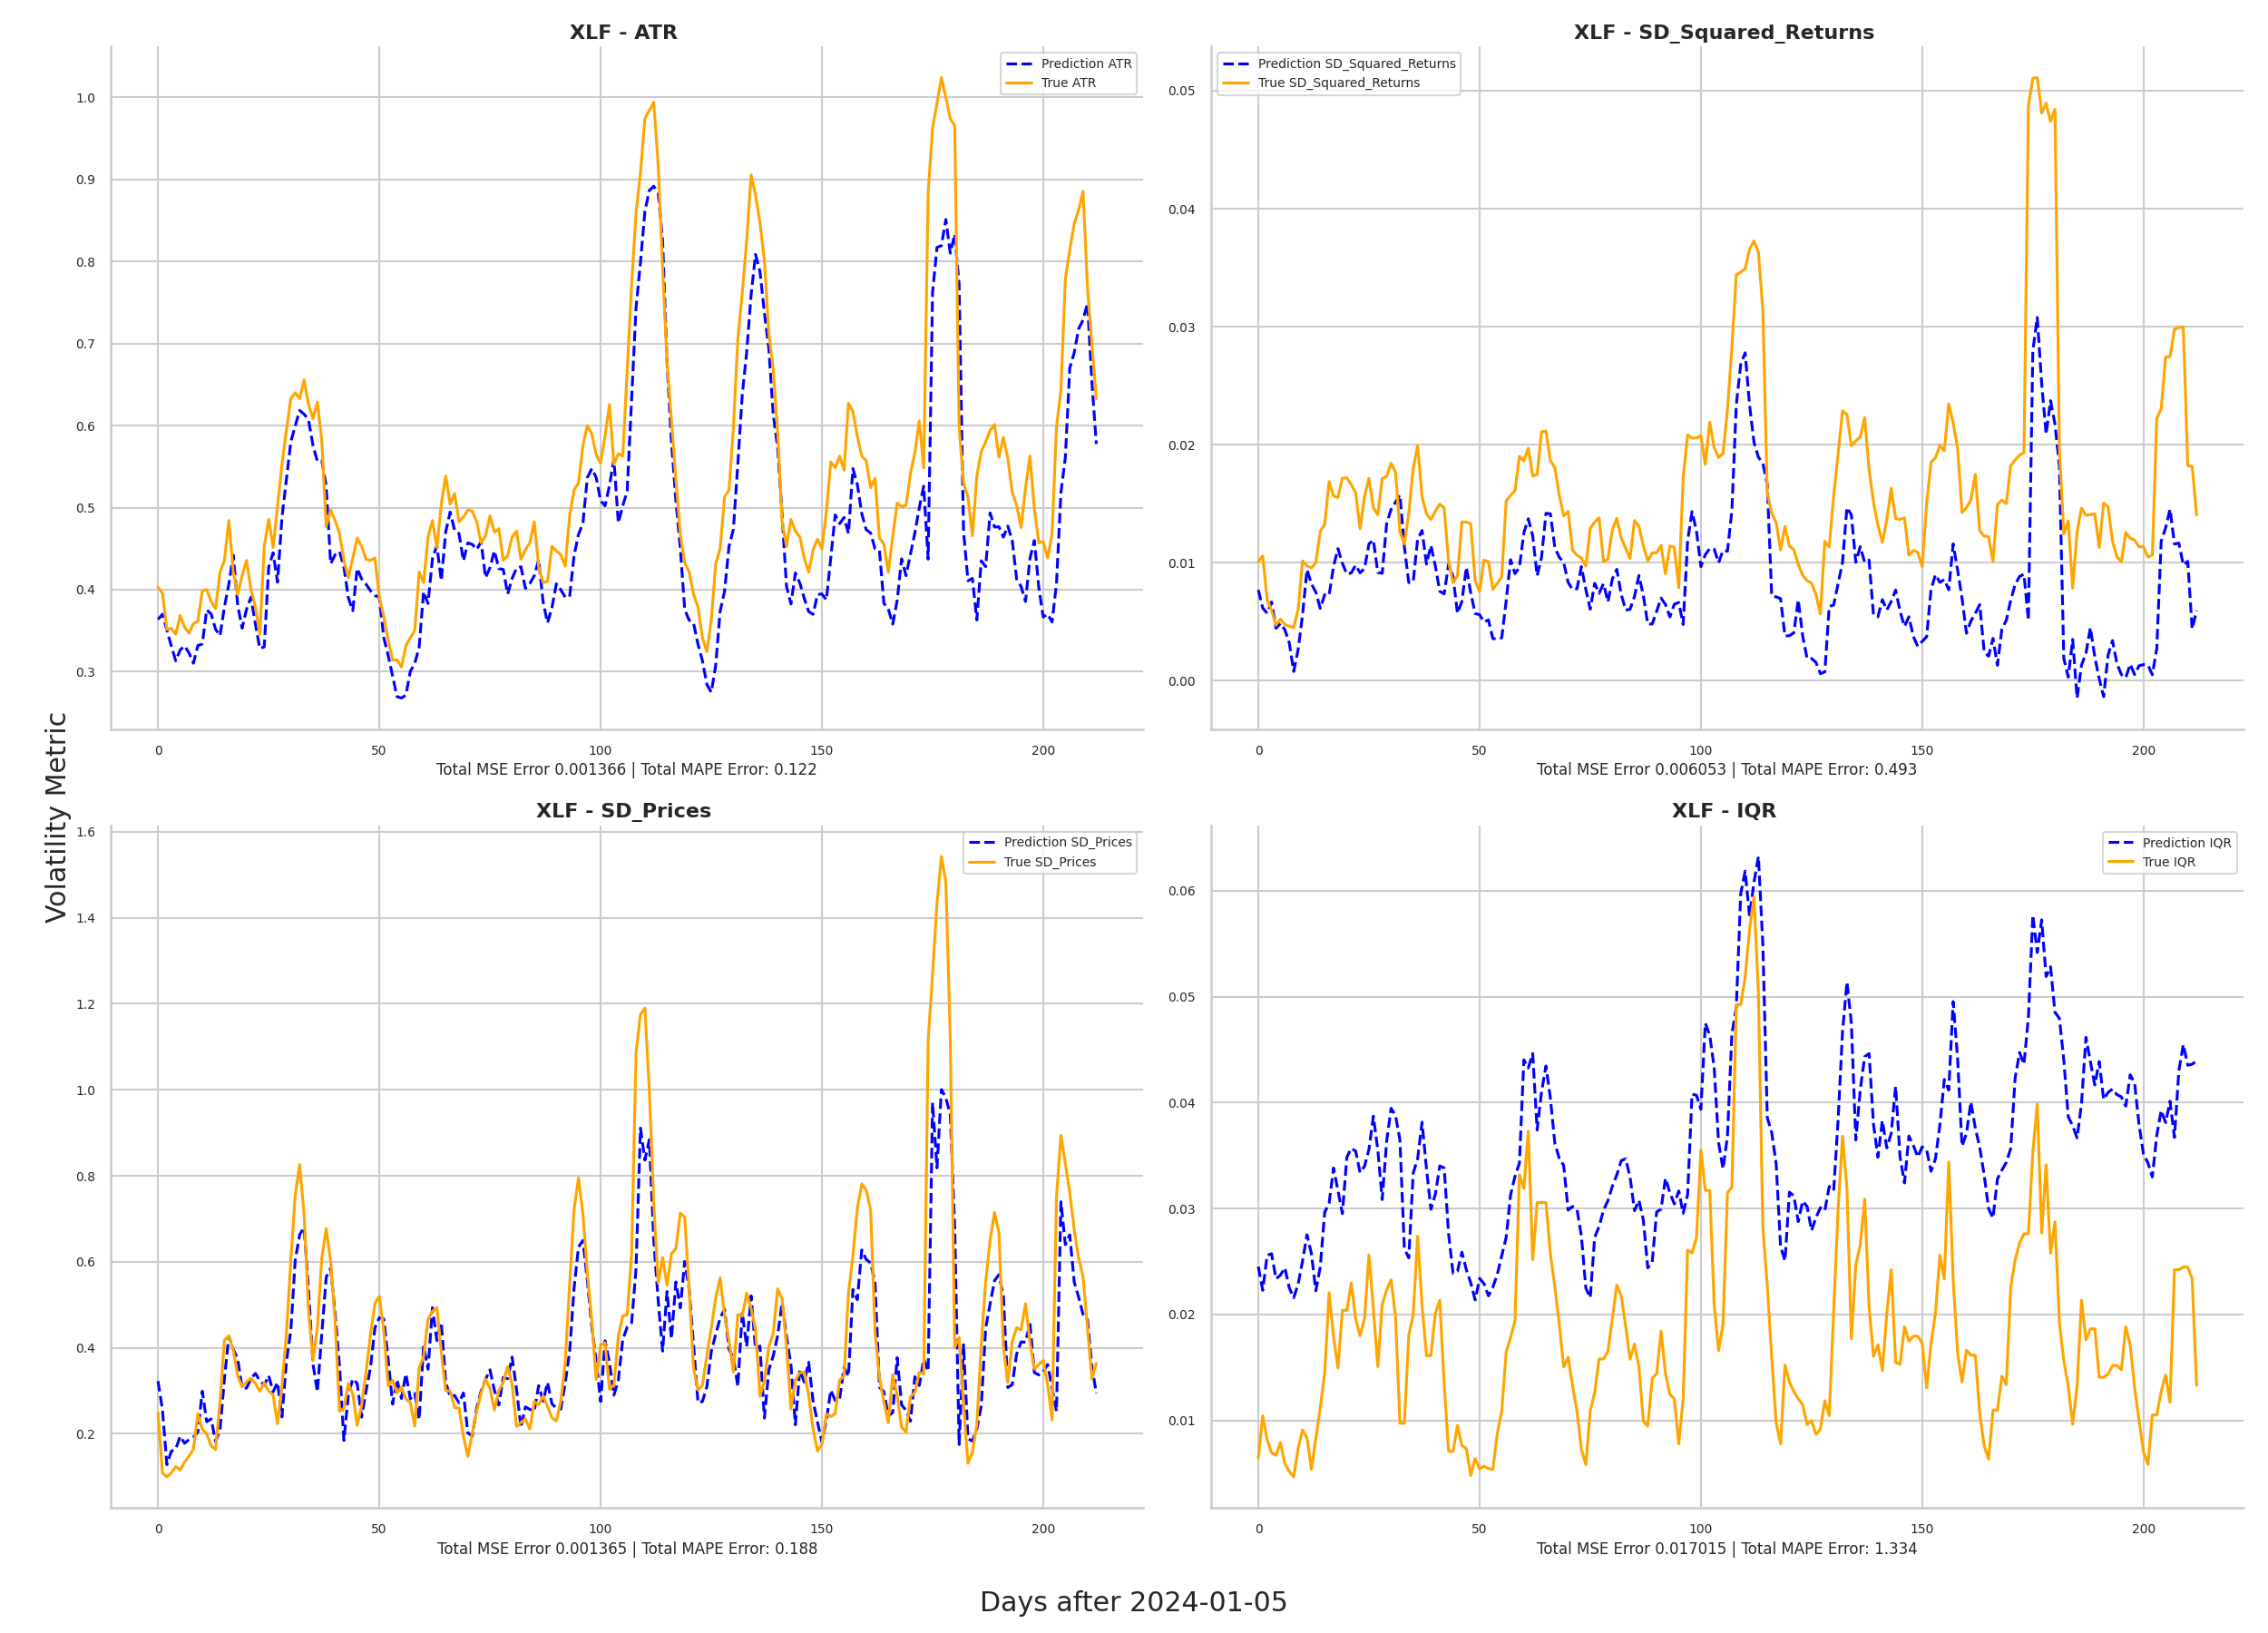 XLF - ATR
Prediction ATR
True ATR
1.0
0.9
0.8
0.7
0.6
0.5
0.4
0.3
0
50
100
150
200
Total MSE Error 0.001366 | Total MAPE Error: 0.122
XLF - SD_Squared_Returns
Prediction SD_Squared_Returns
True SD_Squared_Returns
0.05
0.04
0.03
0.02
0.01
0.00
0
50
100
150
200
Total MSE Error 0.006053 | Total MAPE Error: 0.493
Volatility Metric
XLF - SD_Prices
Prediction SD_Prices
True SD_Prices
1.6
1.4
1.2
1.0
0.8
0.6
0.4
0.2
0
50
100
150
200
Total MSE Error 0.001365 | Total MAPE Error: 0.188
XLF - IQR
Prediction IQR
True IQR
0.06
0.05
0.04
0.03
0.02
0.01
0
50
100
150
200
Total MSE Error 0.017015 | Total MAPE Error: 1.334
Days after 2024-01-05